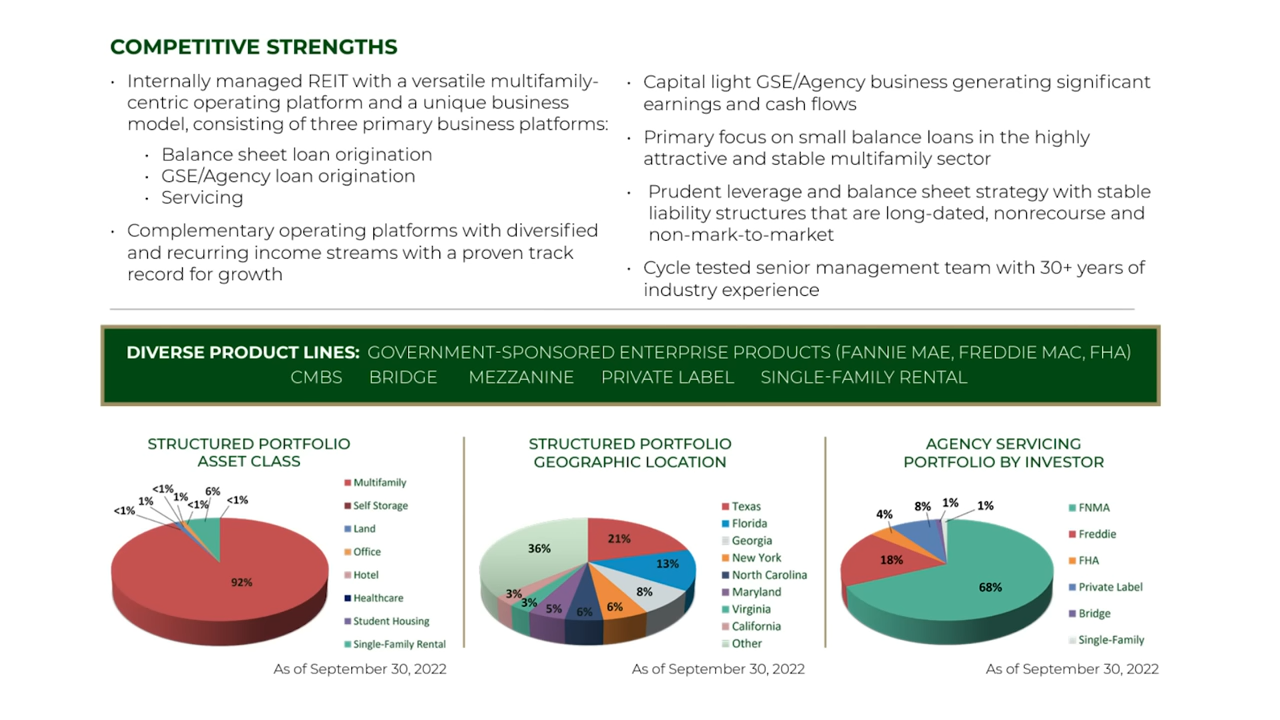 COMPETITIVE STRENGTHS
· Internally managed REIT with a versatile multifamily-
centric operating platform and a unique business
model, consisting of three primary business platforms:
· Balance sheet loan origination
· GSE/Agency loan origination
· Servicing
· Complementary operating platforms with diversified
and recurring income streams with a proven track
record for growth
· Capital light GSE/Agency business generating significant
earnings and cash flows
· Primary focus on small balance loans in the highly
attractive and stable multifamily sector
· Prudent leverage and balance sheet strategy with stable
liability structures that are long-dated, nonrecourse and
non-mark-to-market
· Cycle tested senior management team with 30+ years of
industry experience
DIVERSE PRODUCT LINES: GOVERNMENT-SPONSORED ENTERPRISE PRODUCTS (FANNIE MAE, FREDDIE MAC, FHA)
CMBS BRIDGE MEZZANINE PRIVATE LABEL SINGLE-FAMILY RENTAL
STRUCTURED PORTFOLIO
ASSET CLASS
<1%
1%
<1%
1%
<1%
6%
<1%
92%
Multifamily
Self Storage
Land
Office
Hotel
Healthcare
Student Housing
Single-Family Rental
As of September 30, 2022
STRUCTURED PORTFOLIO
GEOGRAPHIC LOCATION
21%
13%
8%
6%
6%
5%
3%
3%
36%
Texas
Florida
Georgia
New York
North Carolina
Maryland
Virginia
California
Other
As of September 30, 2022
AGENCY SERVICING
PORTFOLIO BY INVESTOR
18%
4%
8%
1%
1%
68%
FNMA
Freddie
FHA
Private Label
Bridge
Single-Family
As of September 30, 2022